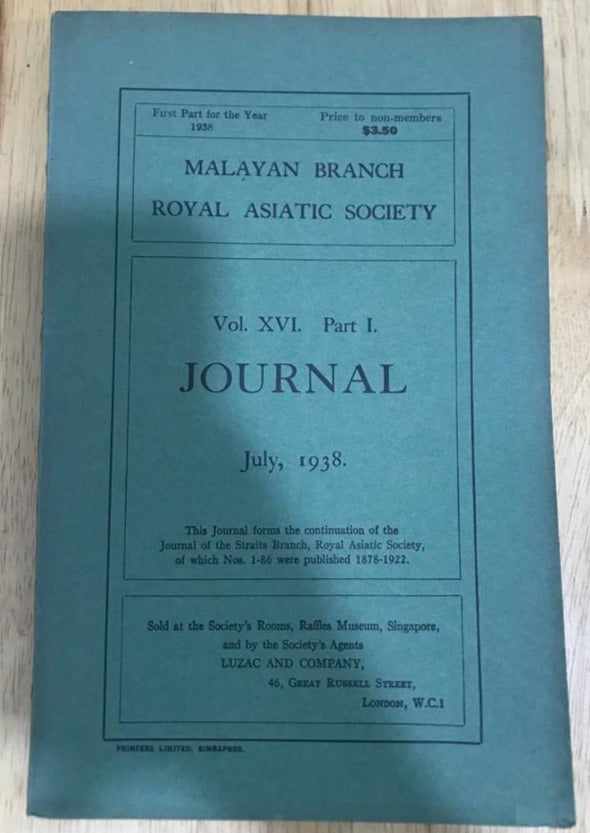 First Part for the Year
1938
Price to non-members
$3.50
MALAYAN BRANCH
ROYAL ASIATIC SOCIETY
Vol. XVI. Part I.
JOURNAL
July, 1938.
This Journal forms the continuation of the
Journal of the Straits Branch, Royal Asiatic Society,
of which Nos. 1-86 were published 1878-1922.
Sold at the Society's Rooms, Raffles Museum, Singapore,
and by the Society's Agents
LUZAC AND COMPANY,
46, GREAT RUSSELL STREET,
LONDON, W.C.1
PRINTERS LIMITED, SINGAPORE.